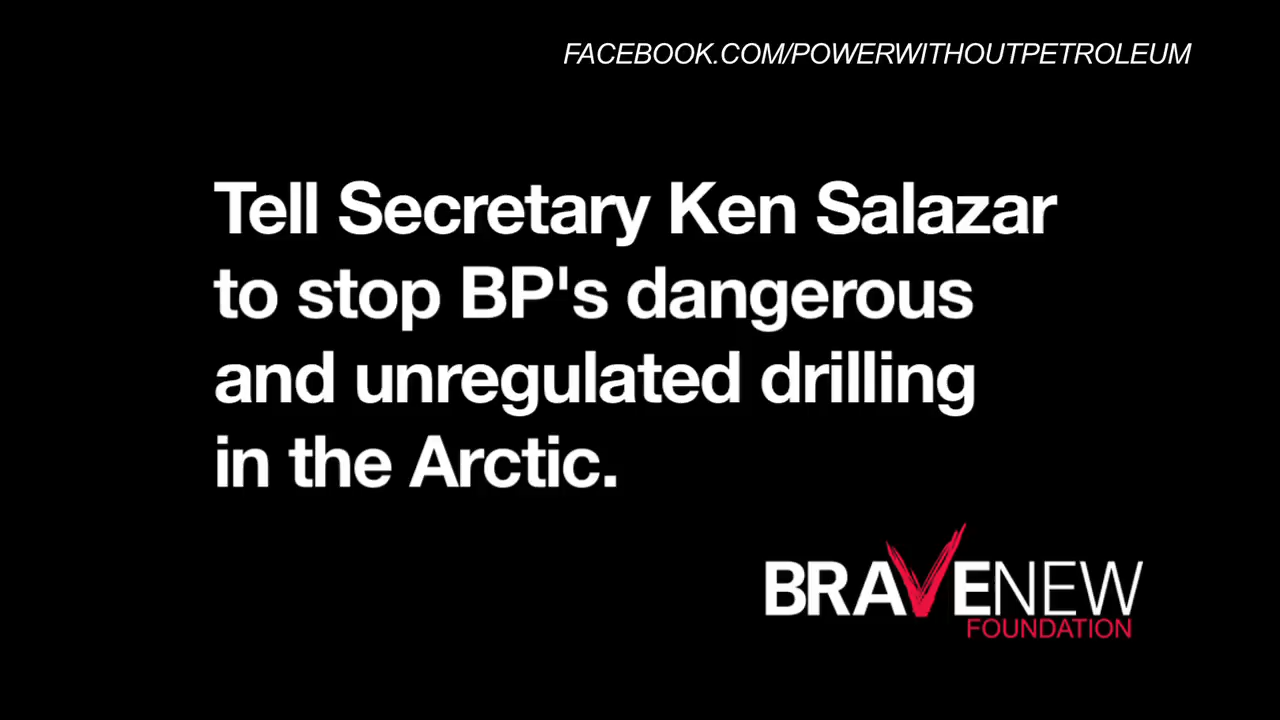 FACEBOOK.COM/POWERWITHOUTPETROLEUM
Tell Secretary Ken Salazar
to stop BP's dangerous
and unregulated drilling
in the Arctic.
BRAVENEW
FOUNDATION